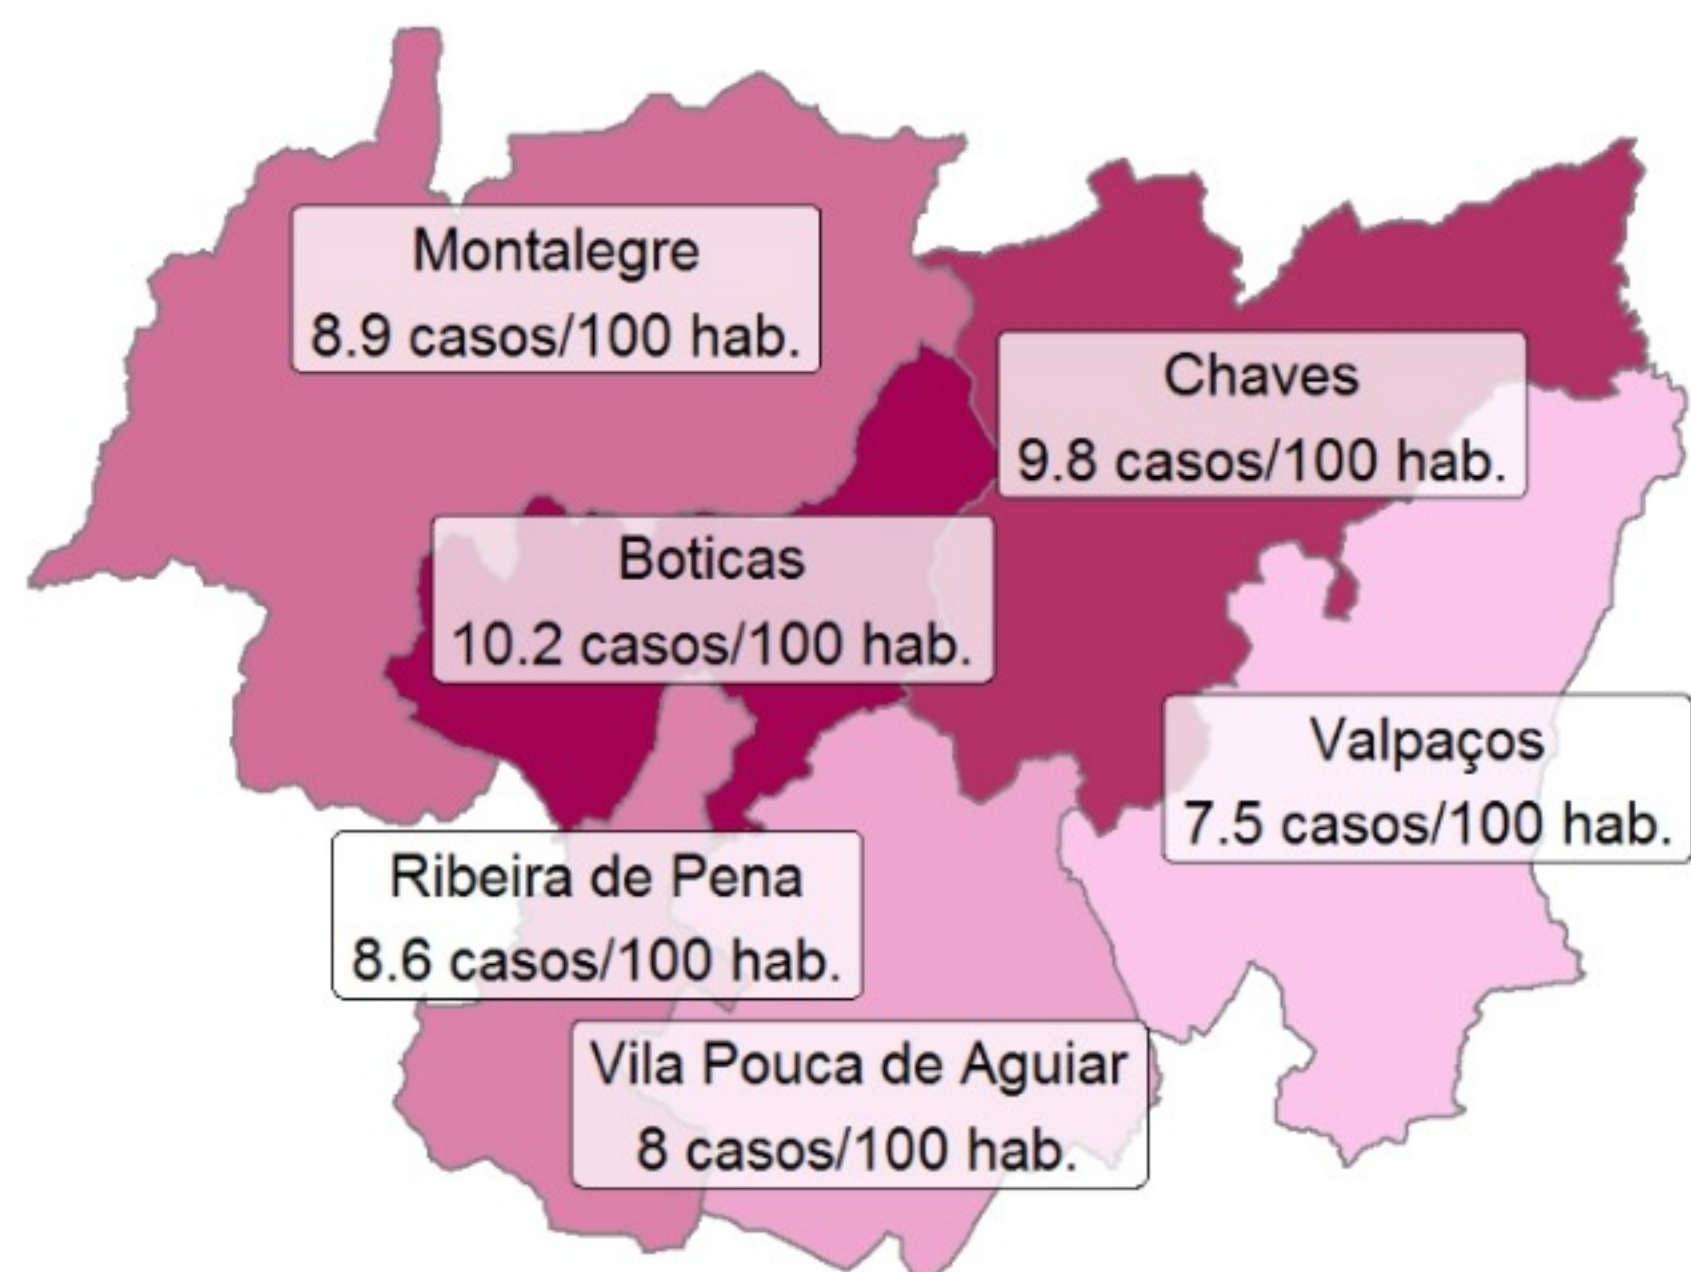 Montalegre
8.9 casos/100 hab.
Chaves
9.8 casos/100 hab.
Boticas
10.2 casos/100 hab.
Valpaços
7.5 casos/100 hab.
Ribeira de Pena
8.6 casos/100 hab.
Vila Pouca de Aguiar
8 casos/100 hab.